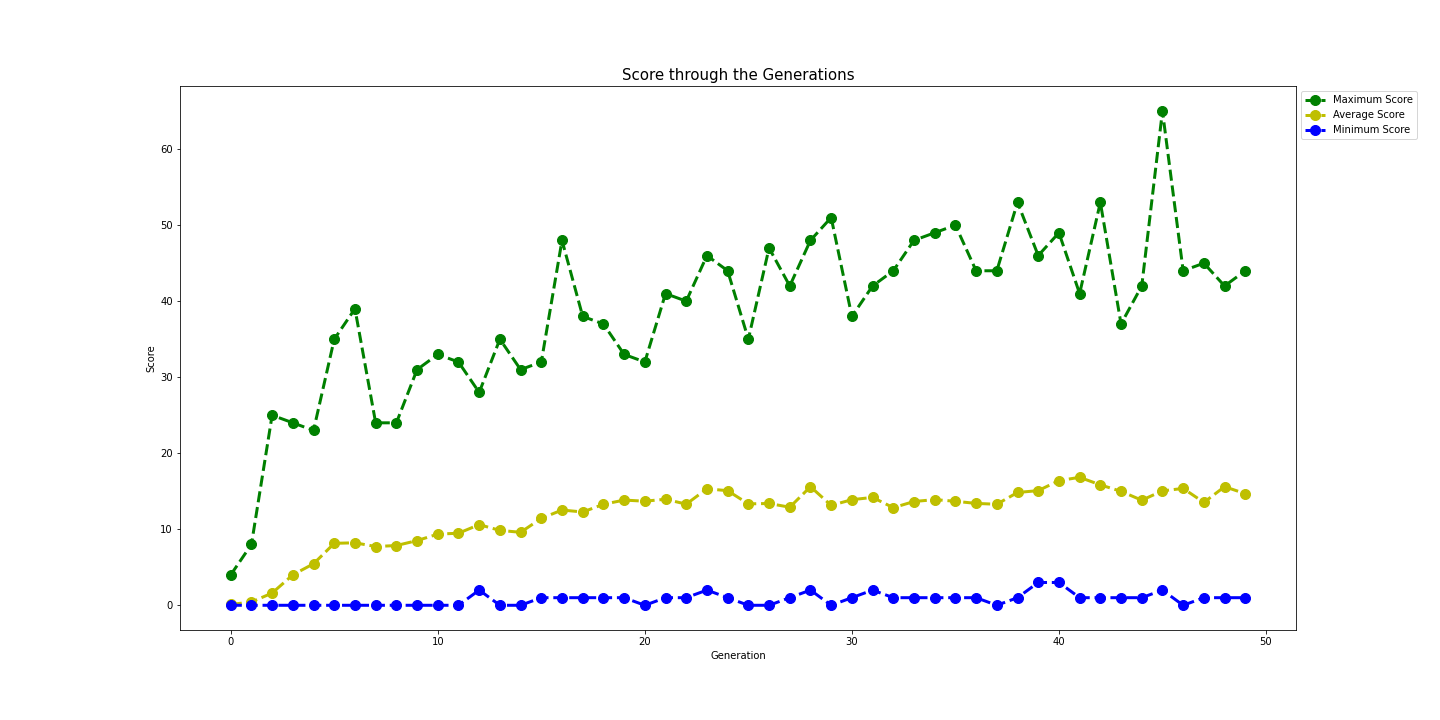 Score through the Generations
Maximum Score
Average Score
Minimum Score
60
50
40
30
20
10
0
Score
0 10 20 30 40 50
Generation